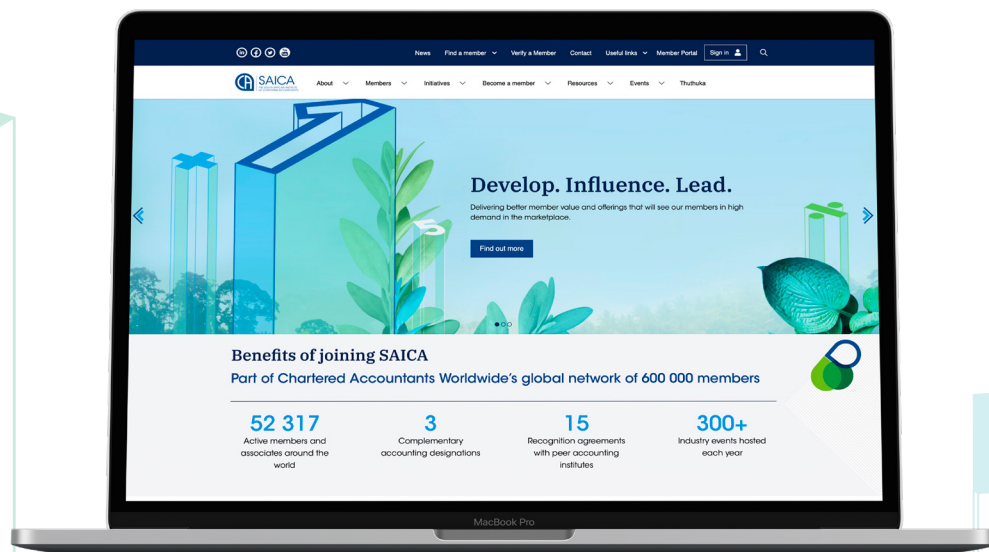 News Find a member Verify a Member Contact Useful links Member Portal Sign in
SAICA
About Members Initiatives Become a member Resources Events Thuthuka
Develop. Influence. Lead.
Delivering better member value and offerings that will see our members in high
demand in the marketplace.
Find out more
5
Benefits of joining SAICA
Part of Chartered Accountants Worldwide's global network of 600 000 members
52 317
Active members and
associates around the
world
3
Complementary
accounting designations
15
Recognition agreements
with peer accounting
institutes
300+
Industry events hosted
each year
MacBook Pro